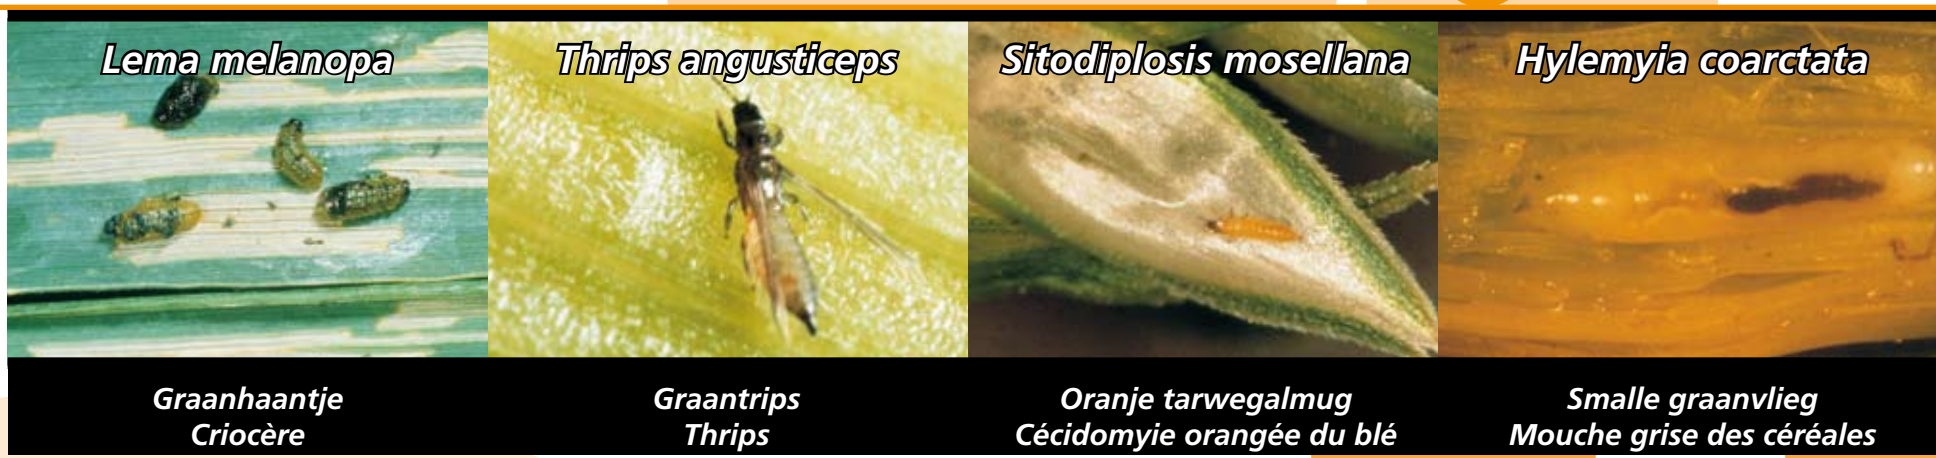 Lema melanopa
Thrips angusticeps
Sitodiplosis mosellana
Hylemyia coarctata
Graanhaantje
Criocère
Graantrips
Thrips
Oranje tarwegalmug
Cécidomyie orangée du blé
Smalle graanvlieg
Mouche grise des céréales